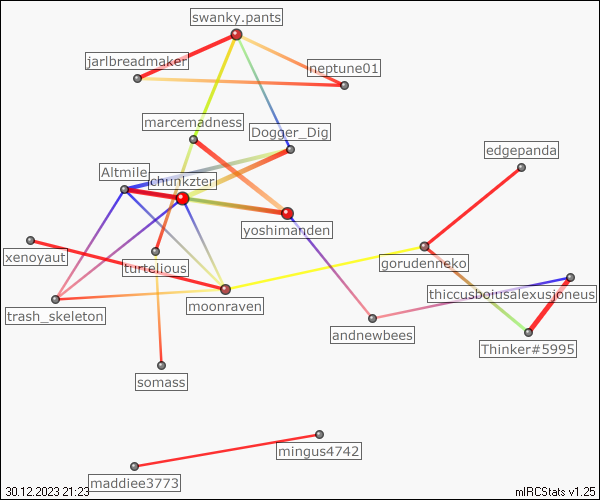 swanky.pants
jarlbreadmaker
neptune01
marcemadness
Dogger_Dig
edgepanda
Altmile
chunkzter
yoshimanden
xenoyaut
turtelious
gorudenneko
thiccusboiusalexusjoneus
trash_skeleton
moonraven
andnewbees
Thinker#5995
somass
mingus4742
maddiee3773
30.12.2023 21:23
mIRCStats v1.25